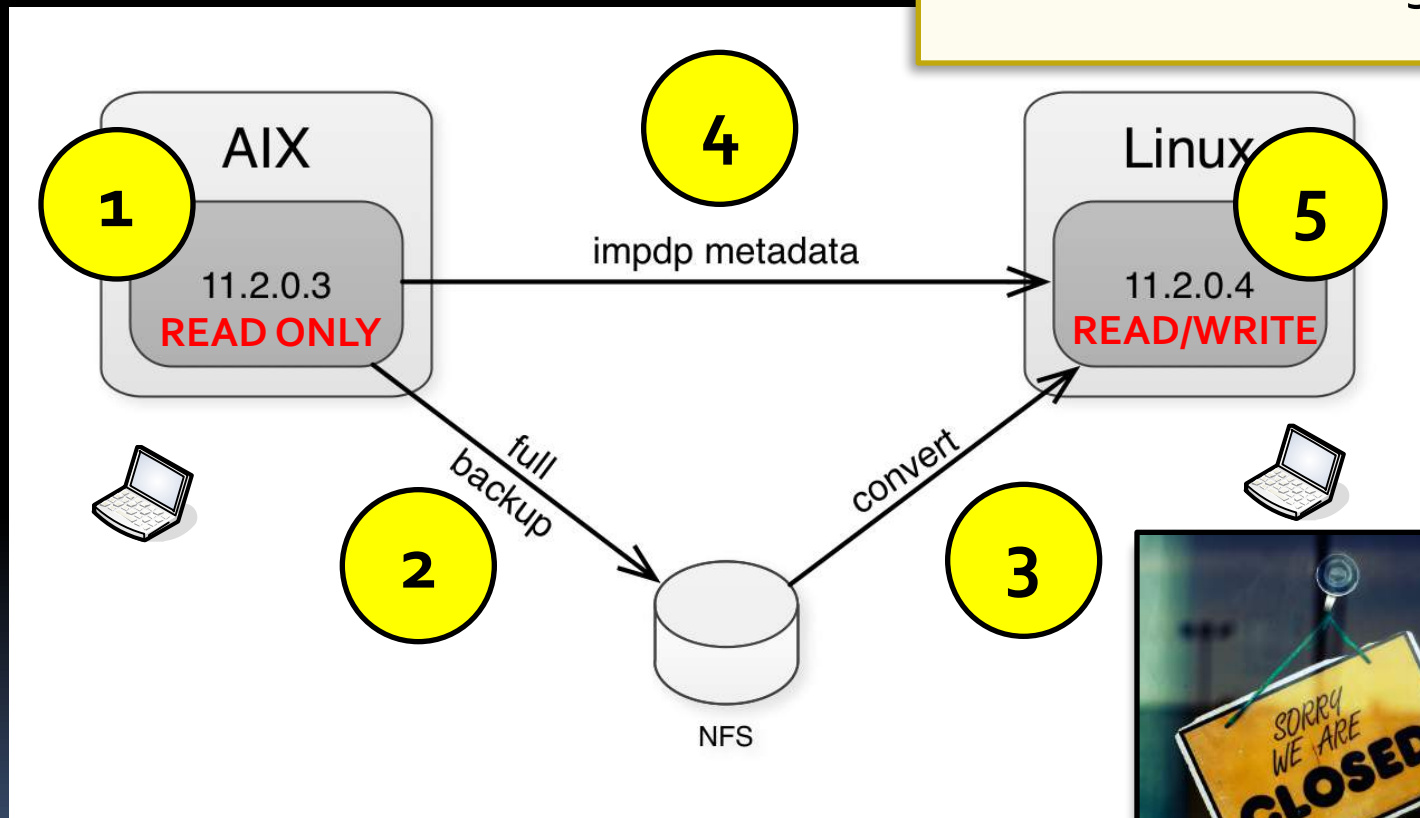 AIX
4
Linux
1
5
impdp metadata
11.2.0.3
READ ONLY
11.2.0.4
READ/WRITE
full
backup
convert
2
3
NFS
SORRY
WE ARE
CLOSED